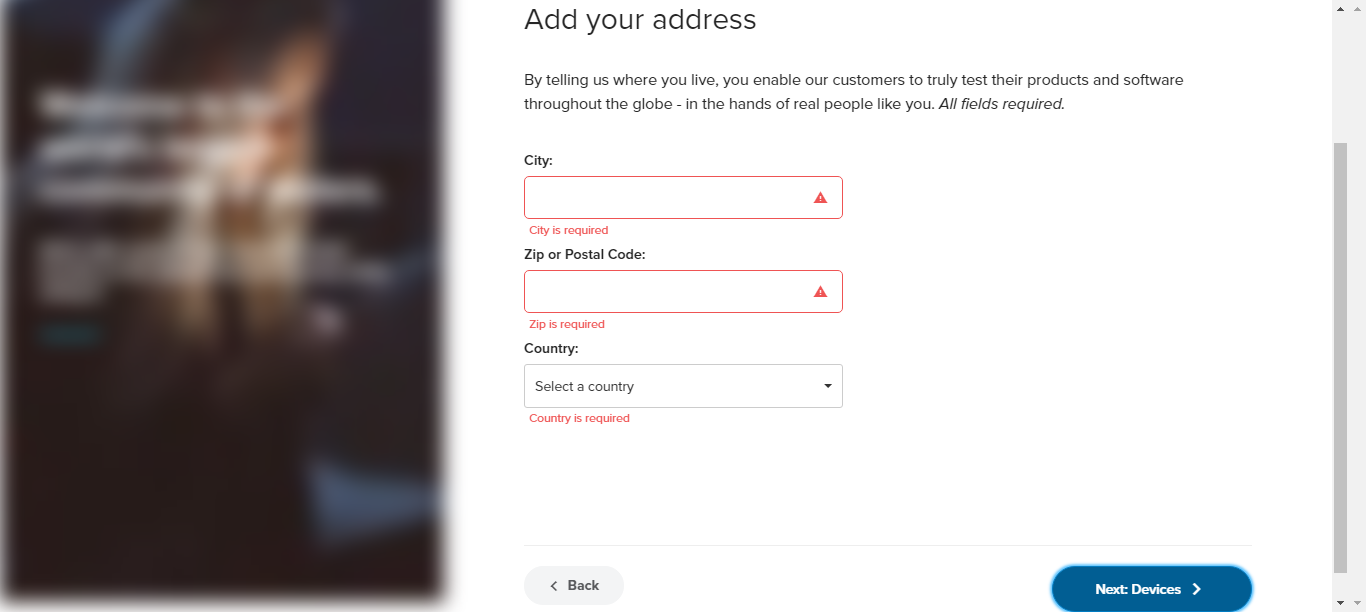 Add your address
By telling us where you live, you enable our customers to truly test their products and software
throughout the globe - in the hands of real people like you. All fields required.
City:
City is required
Zip or Postal Code:
Zip is required
Country:
Select a country
Country is required
Back
Next: Devices